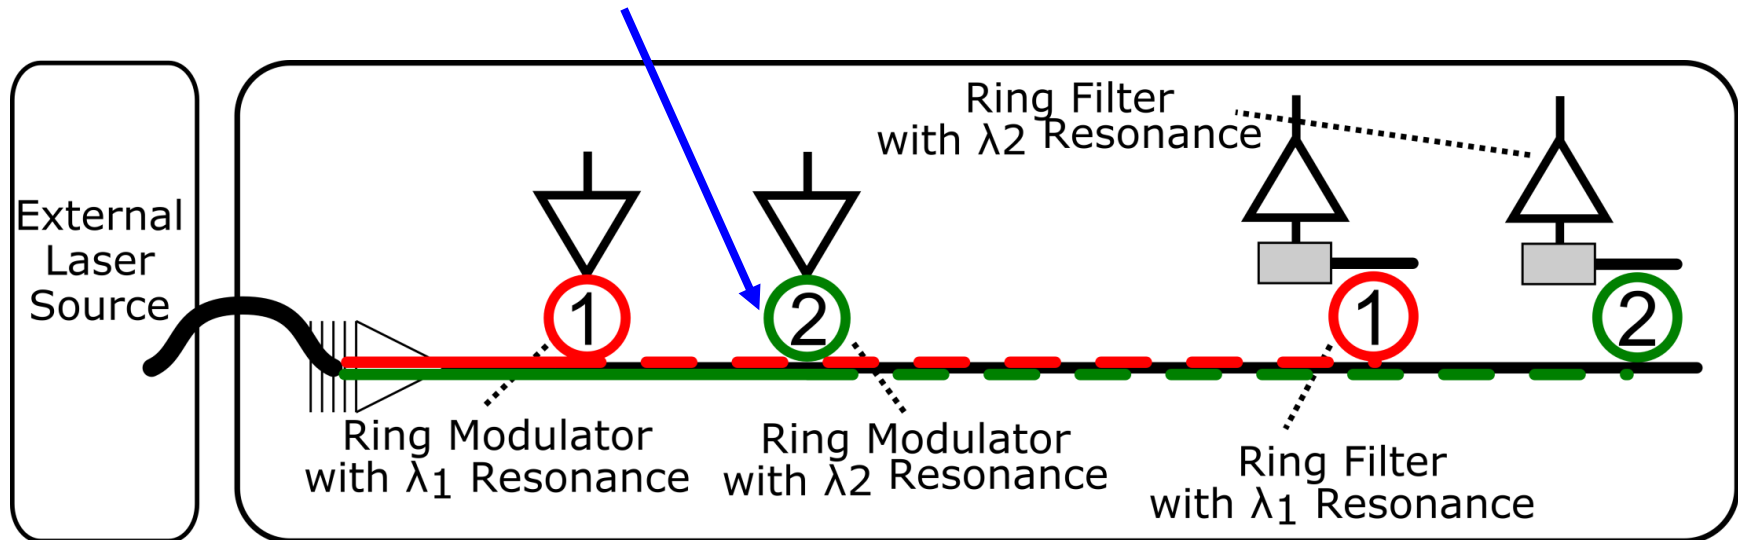 External
Laser
Source
1
2
Ring Filter
with λ2 Resonance
1
2
Ring Modulator
with λ1 Resonance
Ring Modulator
with λ2 Resonance
Ring Filter
with λ1 Resonance